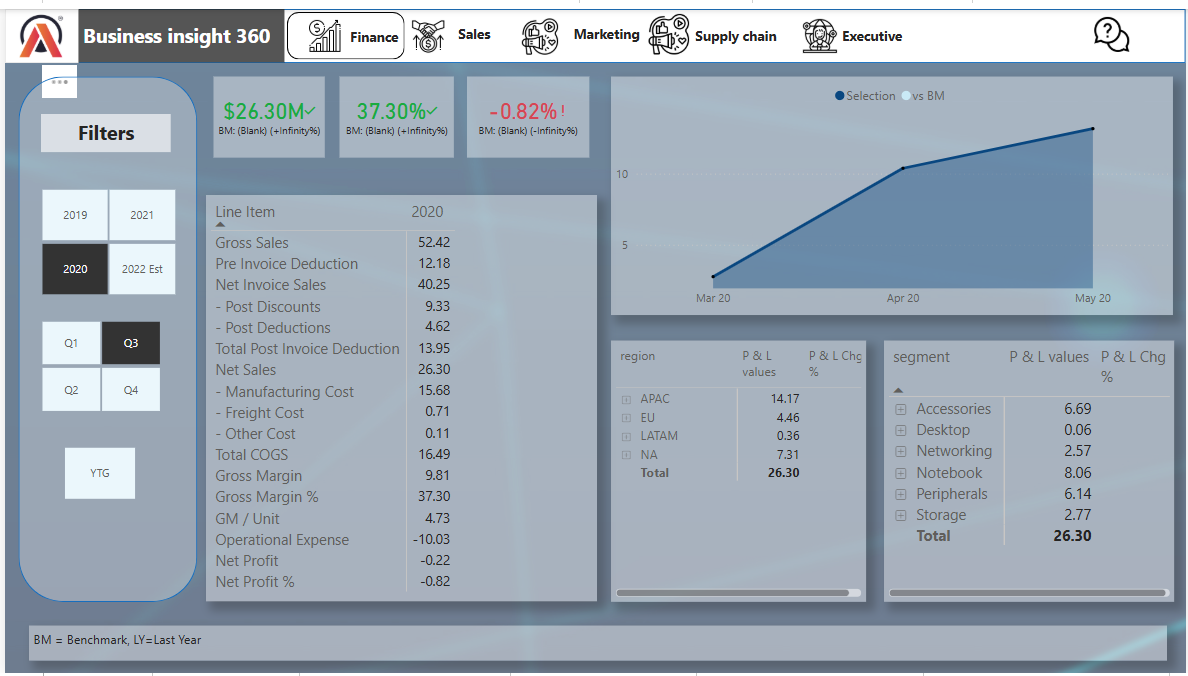 Business insight 360
Finance
Sales
Marketing
Supply chain
Executive
Filters
2019 2021
2020 2022 Est
Q1 Q3
Q2 Q4
YTG
$26.30M
BM: (Blank) (+Infinity%)
37.30%
BM: (Blank) (+Infinity%)
-0.82% !
BM: (Blank) (-Infinity%)
Line Item 2020
Gross Sales 52.42
Pre Invoice Deduction 12.18
Net Invoice Sales 40.25
- Post Discounts 9.33
- Post Deductions 4.62
Total Post Invoice Deduction 13.95
Net Sales 26.30
- Manufacturing Cost 15.68
- Freight Cost 0.71
- Other Cost 0.11
Total COGS 16.49
Gross Margin 9.81
Gross Margin % 37.30
GM / Unit 4.73
Operational Expense -10.03
Net Profit -0.22
Net Profit % -0.82
Selection vs BM
10
5
Mar 20 Apr 20 May 20
region P & L values P & L Chg %
APAC 14.17
EU 4.46
LATAM 0.36
NA 7.31
Total 26.30
segment P & L values P & L Chg %
Accessories 6.69
Desktop 0.06
Networking 2.57
Notebook 8.06
Peripherals 6.14
Storage 2.77
Total 26.30
BM = Benchmark, LY=Last Year